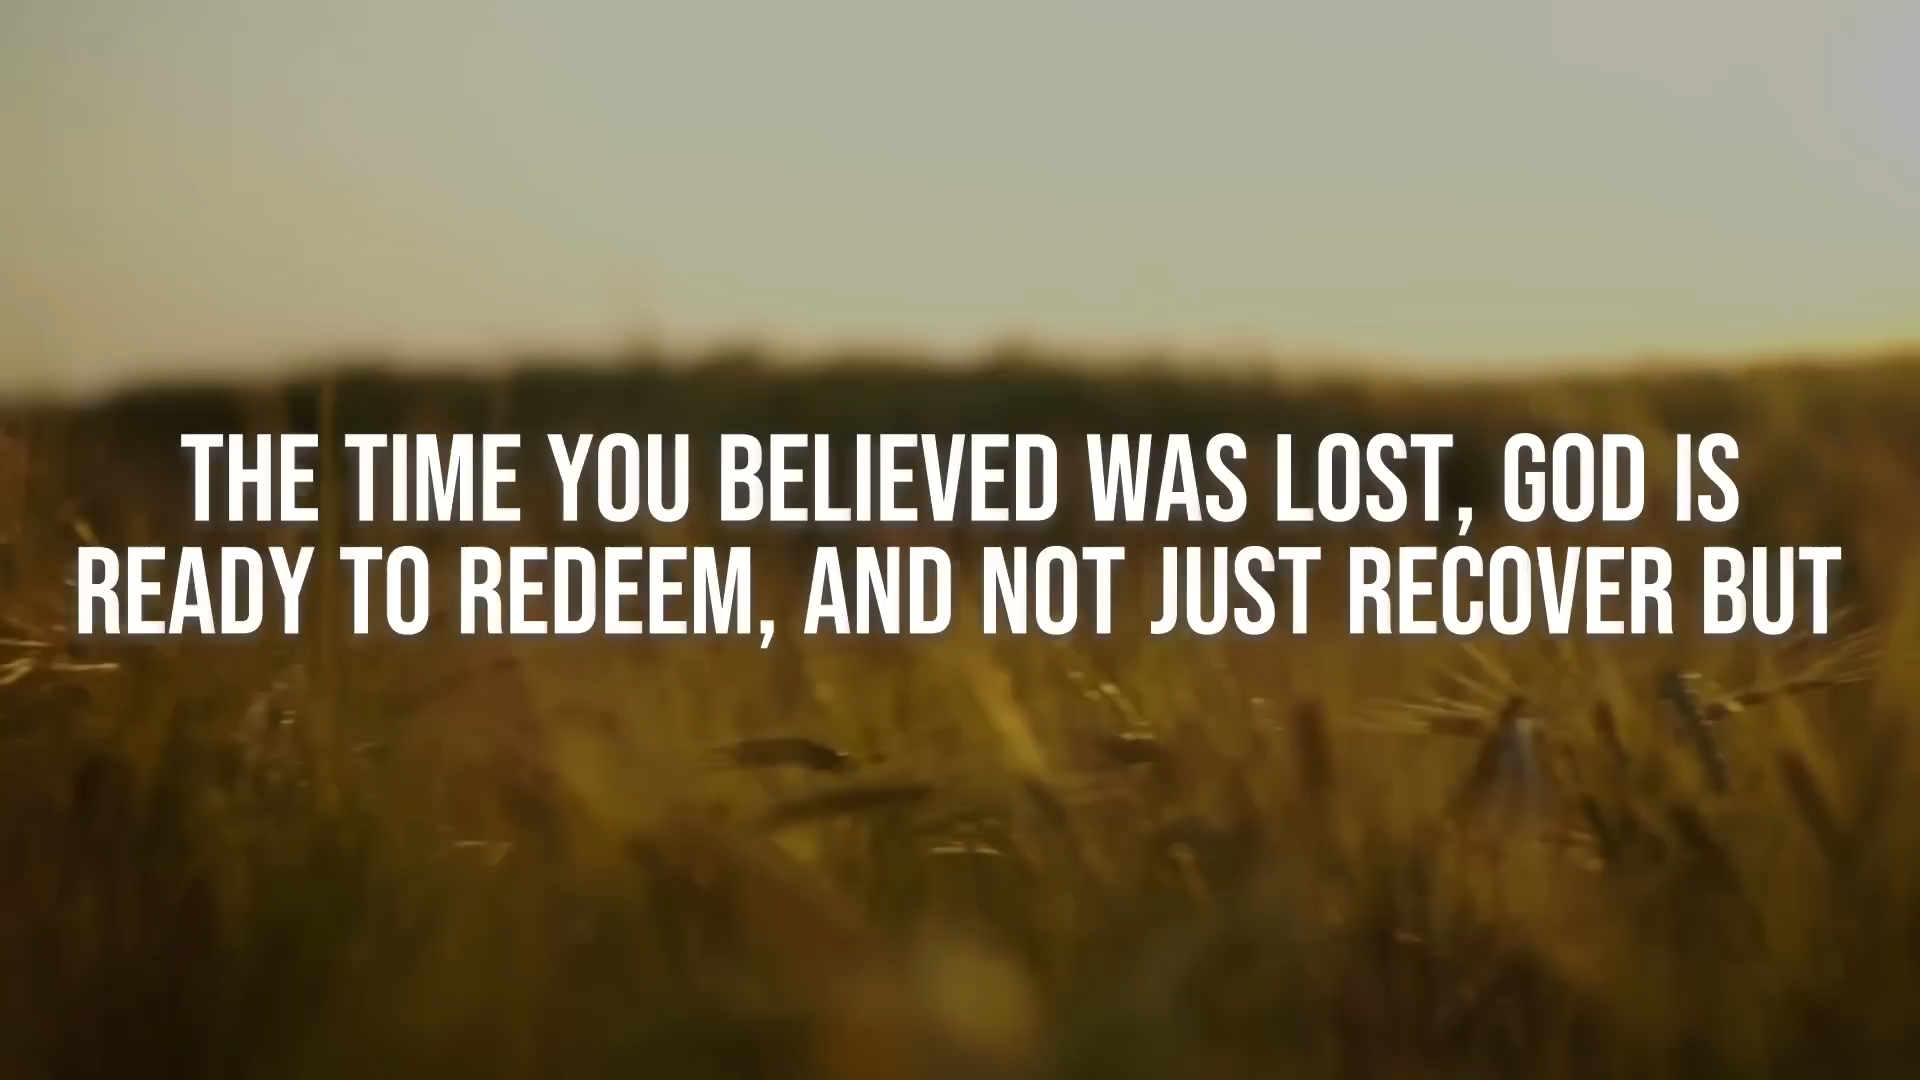 THE TIME YOU BELIEVED WAS LOST, GOD IS
READY TO REDEEM, AND NOT JUST RECOVER BUT